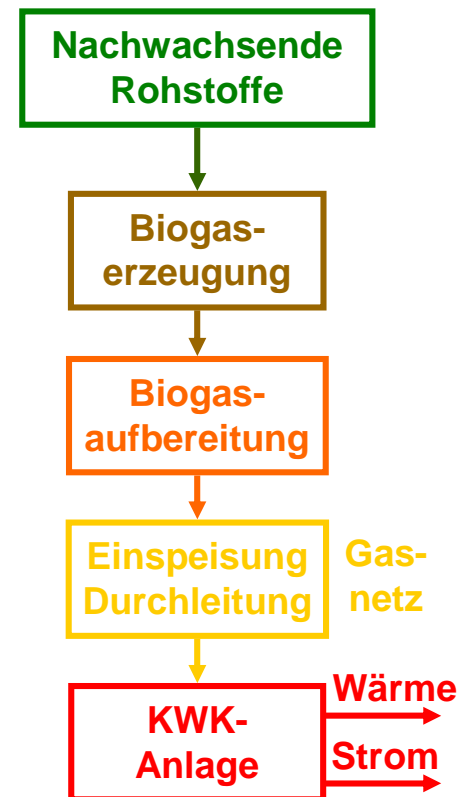 Nachwachsende
Rohstoffe
Biogas-
erzeugung
Biogas-
aufbereitung
Einspeisung
Durchleitung
Gas-
netz
KWK-
Anlage
Wärme
Strom